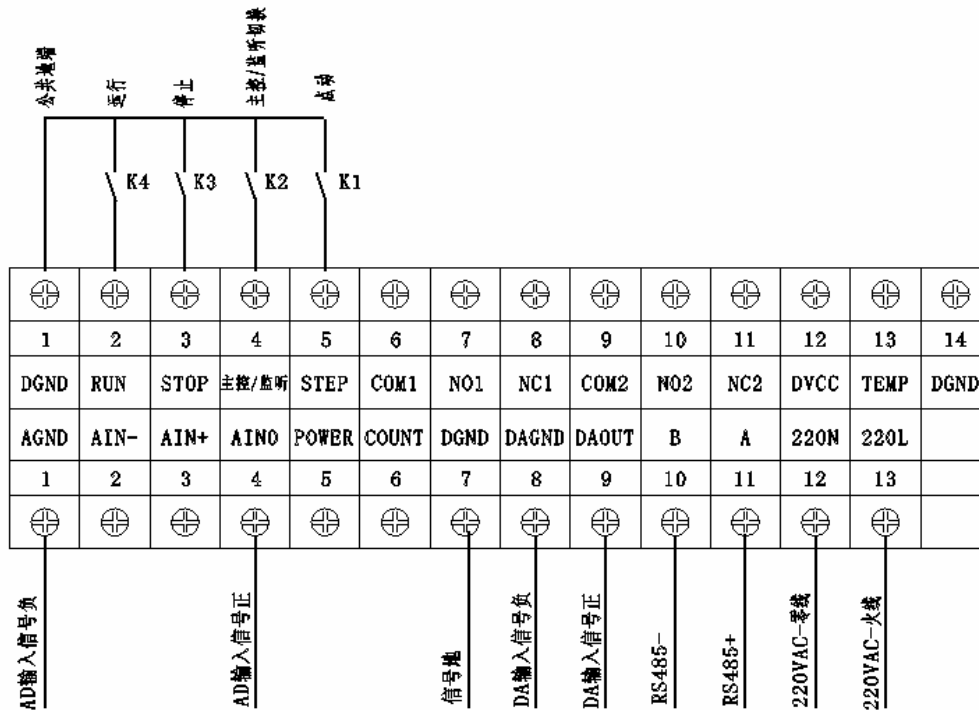 公共地端
运行
停止
主控/监听切换
点动
K4 K3 K2 K1
1 2 3 4 5 6 7 8 9 10 11 12 13 14
DGND RUN STOP 主控/监听 STEP COM1 NO1 NC1 COM2 NO2 NC2 DVCC TEMP DGND
AGND AIN- AIN+ AIN0 POWER COUNT DGND DAGND DAOUT B A 220N 220L
1 2 3 4 5 6 7 8 9 10 11 12 13
AD输入信号负
AD输入信号正
信号地
DA输入信号负
DA输入信号正
RS485-
RS485+
220VAC-零线
220VAC-火线